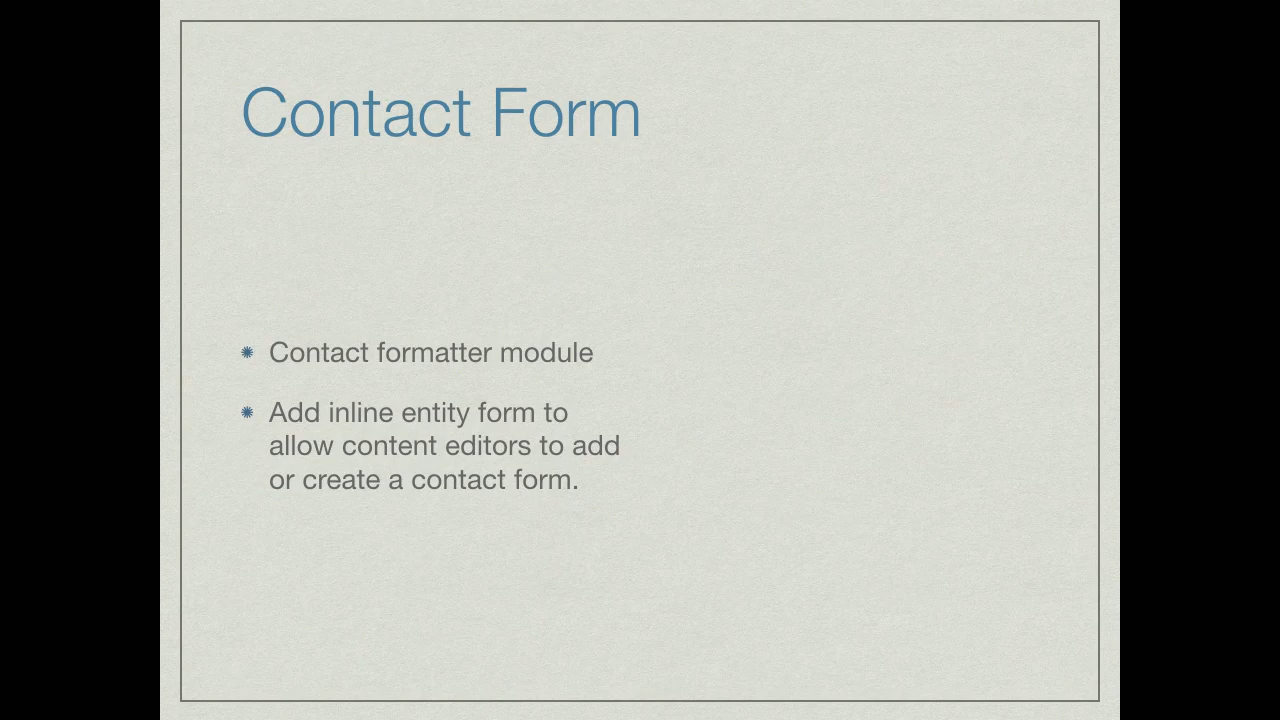 Contact Form
Contact formatter module
Add inline entity form to
allow content editors to add
or create a contact form.